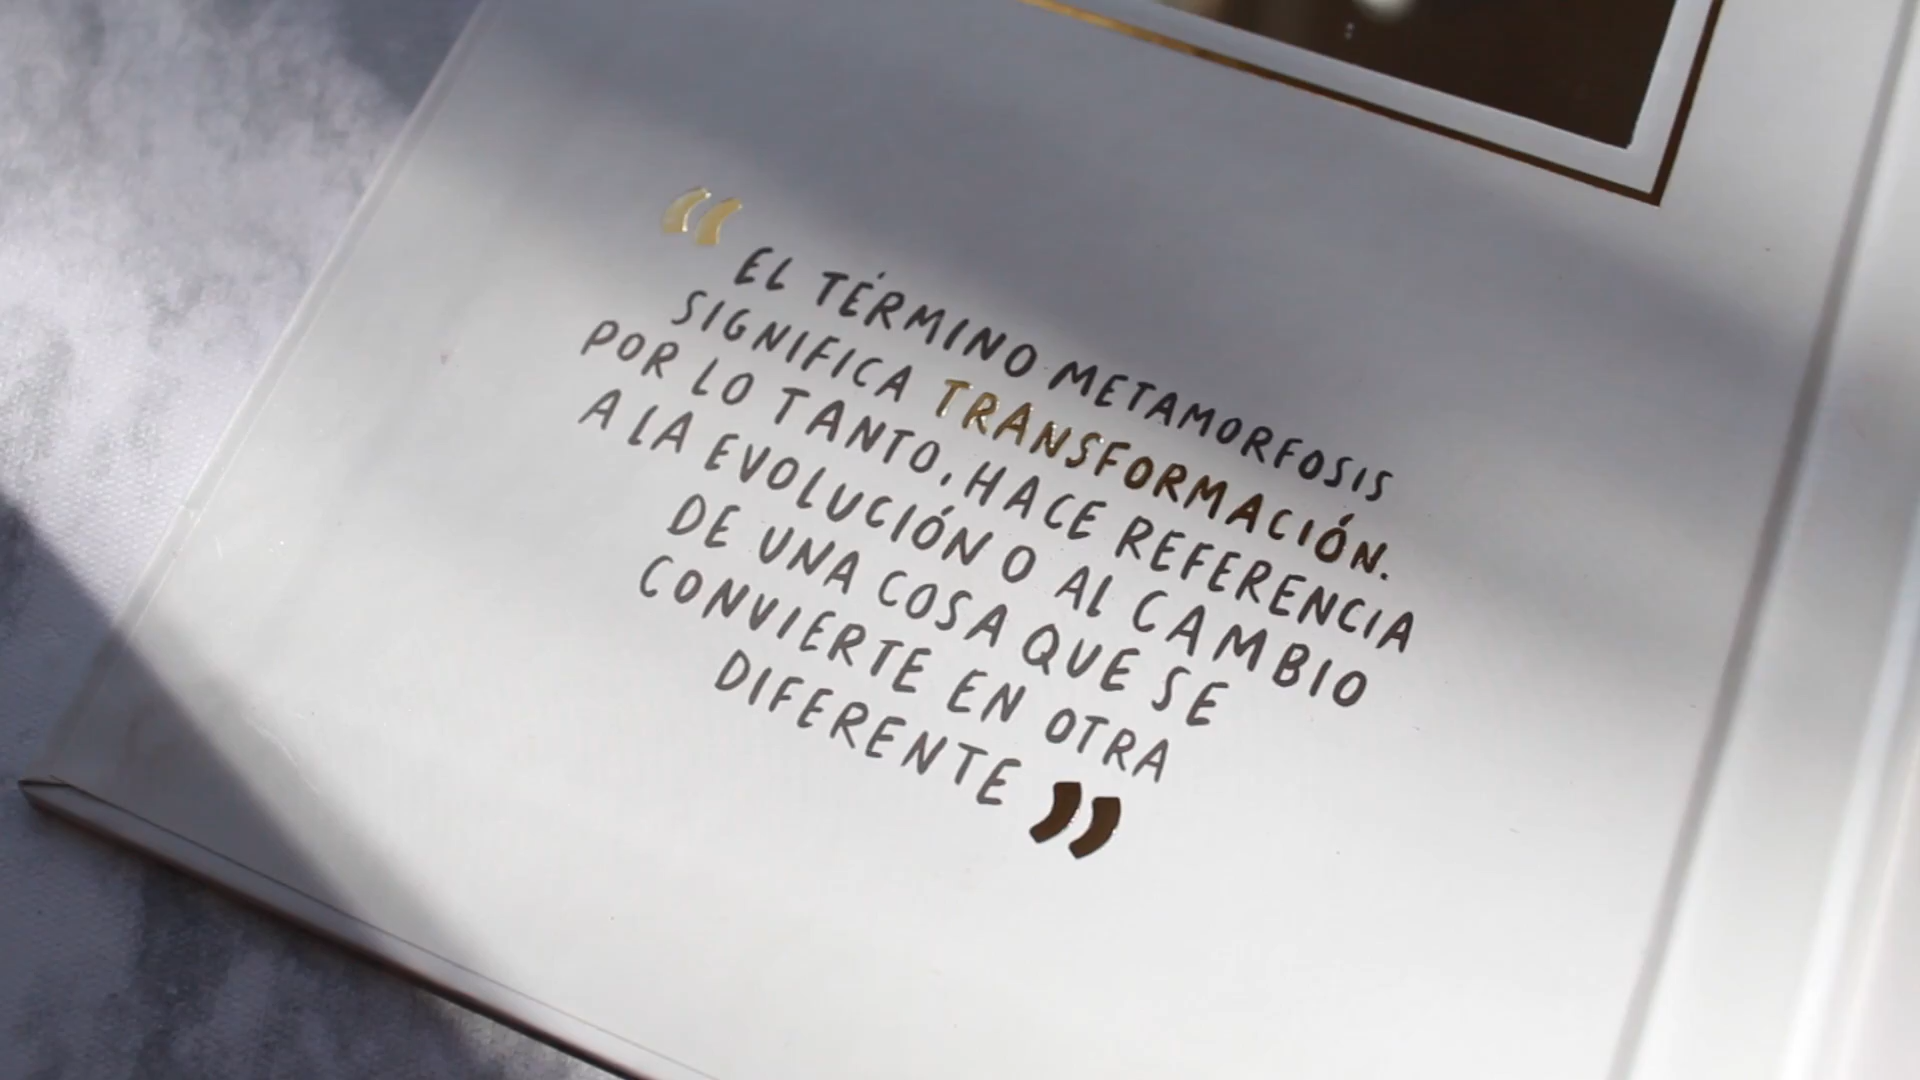 “ EL TÉRMINO METAMORFOSIS
SIGNIFICA TRANSFORMACIÓN.
POR LO TANTO, HACE REFERENCIA
A LA EVOLUCIÓN O AL CAMBIO
DE UNA COSA QUE SE
CONVIERTE EN OTRA
DIFERENTE ”